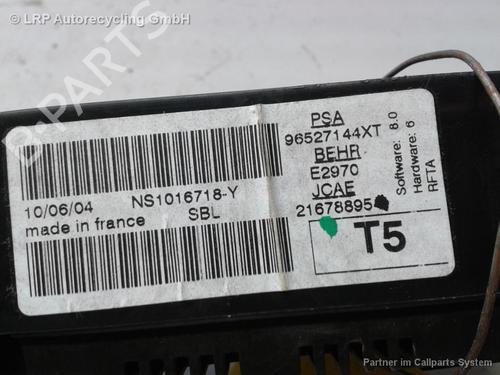 LRP Autorecycling GmbH
PSA
96527144XT
BEHR
E2970
JCAE
21678895
Software: 8.0
Hardware: 6
RFTA
10/06/04 NS1016718-Y
made in france SBL
T5
Partner im Callparts System